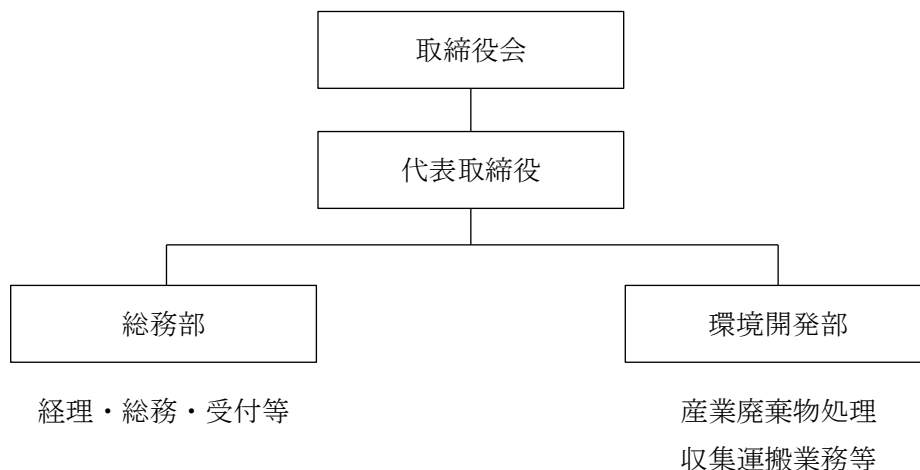 取締役会
代表取締役
総務部
環境開発部
経理・総務・受付等
産業廃棄物処理
収集運搬業務等